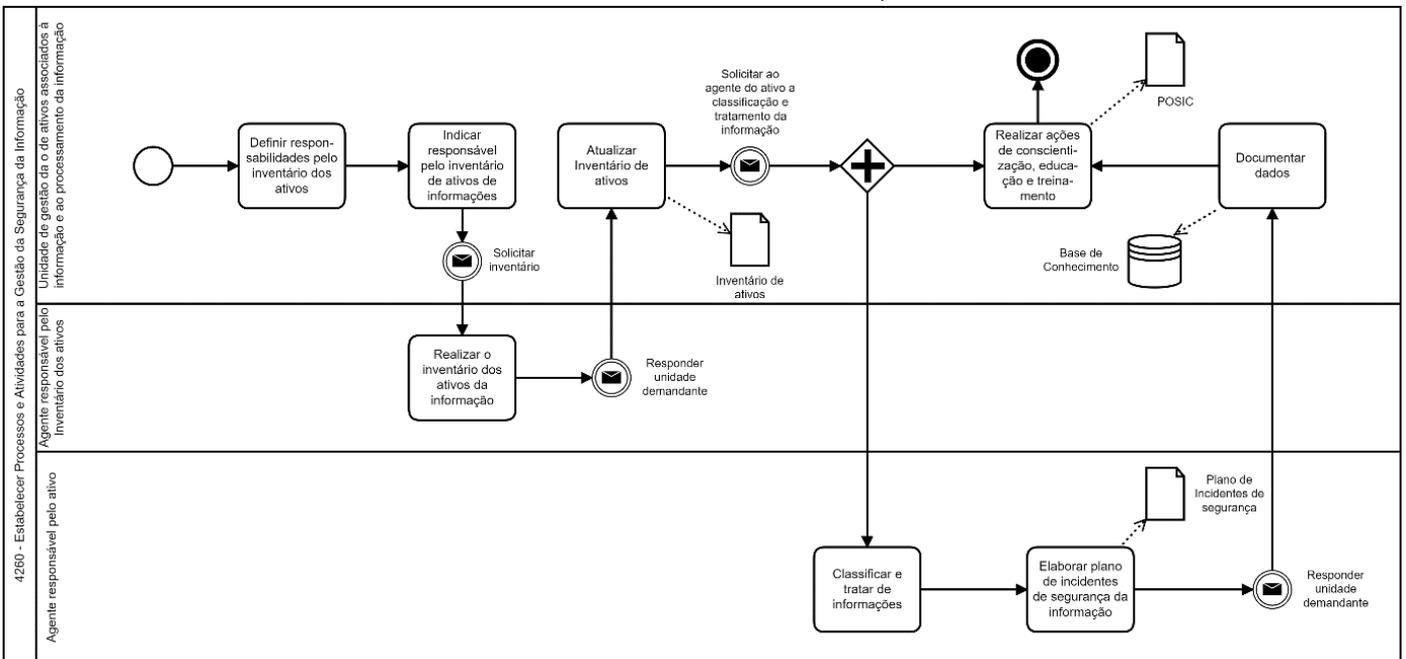 4260 - Estabelecer Processos e Atividades para a Gestão da Segurança da Informação
Unidade de gestão da o de ativos associados à
informação e ao processamento da informação
Definir respon-
sabilidades pelo
inventário dos
ativos
Indicar
responsável
pelo inventário
de ativos de
informações
Solicitar
inventário
Atualizar
Inventário de
ativos
Inventário de
ativos
Solicitar ao
agente do ativo a
classificação e
tratamento da
informação
Realizar ações
de conscienti-
zação, educa-
ção e treina-
mento
POSIC
Documentar
dados
Base de
Conhecimento
Agente responsável pelo
Inventário dos ativos
Realizar o
inventário dos
ativos da
informação
Responder
unidade
demandante
Agente responsável pelo ativo
Classificar e
tratar de
informações
Elaborar plano
de incidentes
de segurança da
informação
Plano de
Incidentes de
segurança
Responder
unidade
demandante